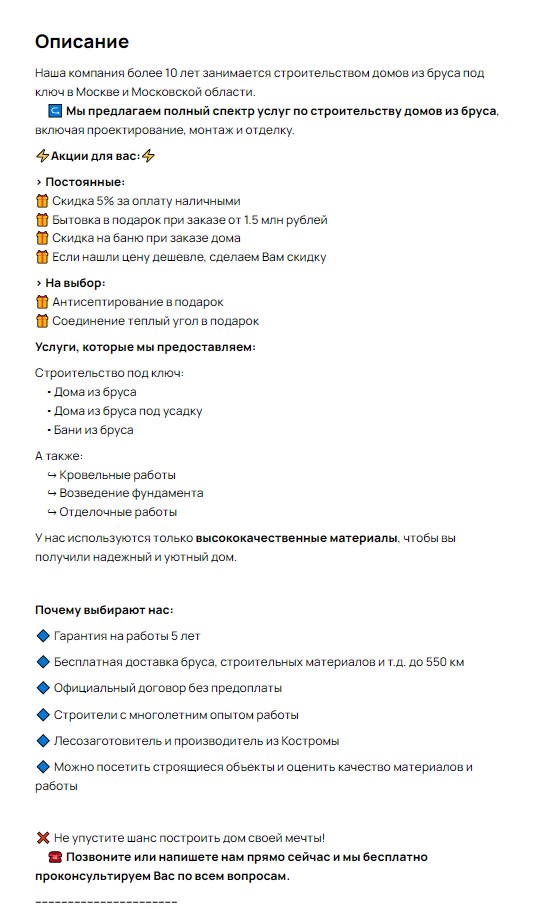 Описание
Наша компания более 10 лет занимается строительством домов из бруса под
ключ в Москве и Московской области.
Мы предлагаем полный спектр услуг по строительству домов из бруса,
включая проектирование, монтаж и отделку.
⚡Акции для вас:⚡
› Постоянные:
🎁 Скидка 5% за оплату наличными
🎁 Бытовка в подарок при заказе от 1.5 млн рублей
🎁 Скидка на баню при заказе дома
🎁 Если нашли цену дешевле, сделаем Вам скидку
› На выбор:
🎁 Антисептирование в подарок
🎁 Соединение теплый угол в подарок
Услуги, которые мы предоставляем:
Строительство под ключ:
• Дома из бруса
• Дома из бруса под усадку
• Бани из бруса
А также:
↪ Кровельные работы
↪ Возведение фундамента
↪ Отделочные работы
У нас используются только высококачественные материалы, чтобы вы
получили надежный и уютный дом.
Почему выбирают нас:
🔷 Гарантия на работы 5 лет
🔷 Бесплатная доставка бруса, строительных материалов и т.д. до 550 км
🔷 Официальный договор без предоплаты
🔷 Строители с многолетним опытом работы
🔷 Лесозаготовитель и производитель из Костромы
🔷 Можно посетить строящиеся объекты и оценить качество материалов и
работы
❌ Не упустите шанс построить дом своей мечты!
☎ Позвоните или напишете нам прямо сейчас и мы бесплатно
проконсультируем Вас по всем вопросам.
----------------------